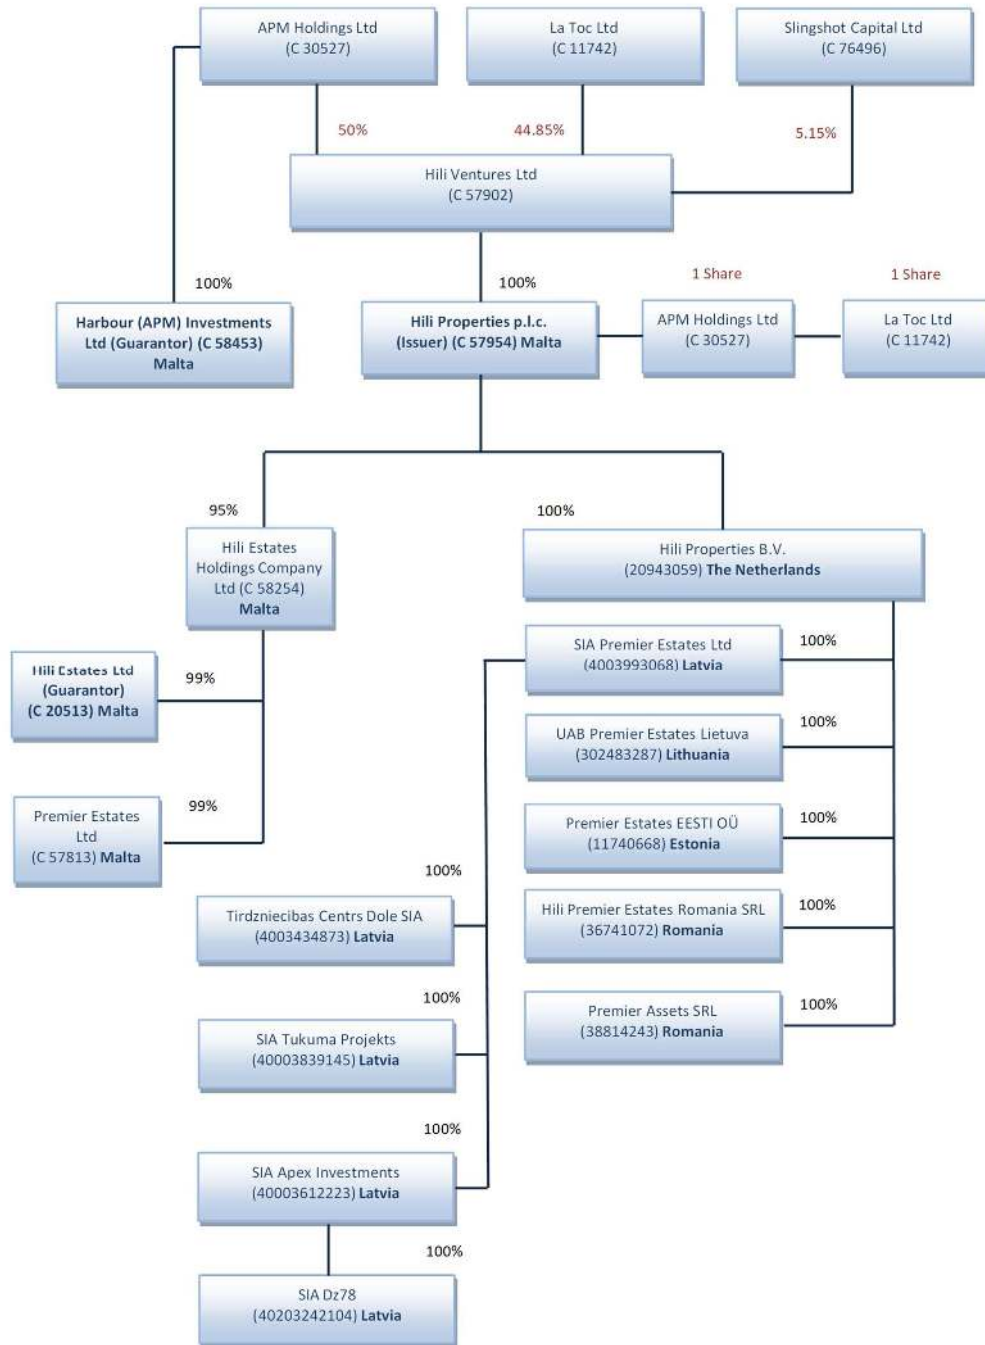 APM Holdings Ltd
(C 30527)
La Toc Ltd
(C 11742)
Slingshot Capital Ltd
(C 76496)
50%
44.85%
5.15%
Hili Ventures Ltd
(C 57902)
100%
100%
1 Share
1 Share
Harbour (APM) Investments
Ltd (Guarantor) (C 58453)
Malta
Hili Properties p.l.c.
(Issuer) (C 57954) Malta
APM Holdings Ltd
(C 30527)
La Toc Ltd
(C 11742)
95%
100%
Hili Estates
Holdings Company
Ltd (C 58254)
Malta
Hili Properties B.V.
(20943059) The Netherlands
Hili Estates Ltd
(Guarantor)
(C 20513) Malta
99%
SIA Premier Estates Ltd
(4003993068) Latvia
100%
UAB Premier Estates Lietuva
(302483287) Lithuania
100%
Premier Estates
Ltd
(C 57813) Malta
99%
Premier Estates EESTI OÜ
(11740668) Estonia
100%
100%
Tirdzniecibas Centrs Dole SIA
(4003434873) Latvia
Hili Premier Estates Romania SRL
(36741072) Romania
100%
100%
SIA Tukuma Projekts
(40003839145) Latvia
Premier Assets SRL
(38814243) Romania
100%
100%
SIA Apex Investments
(40003612223) Latvia
100%
SIA Dz78
(40203242104) Latvia